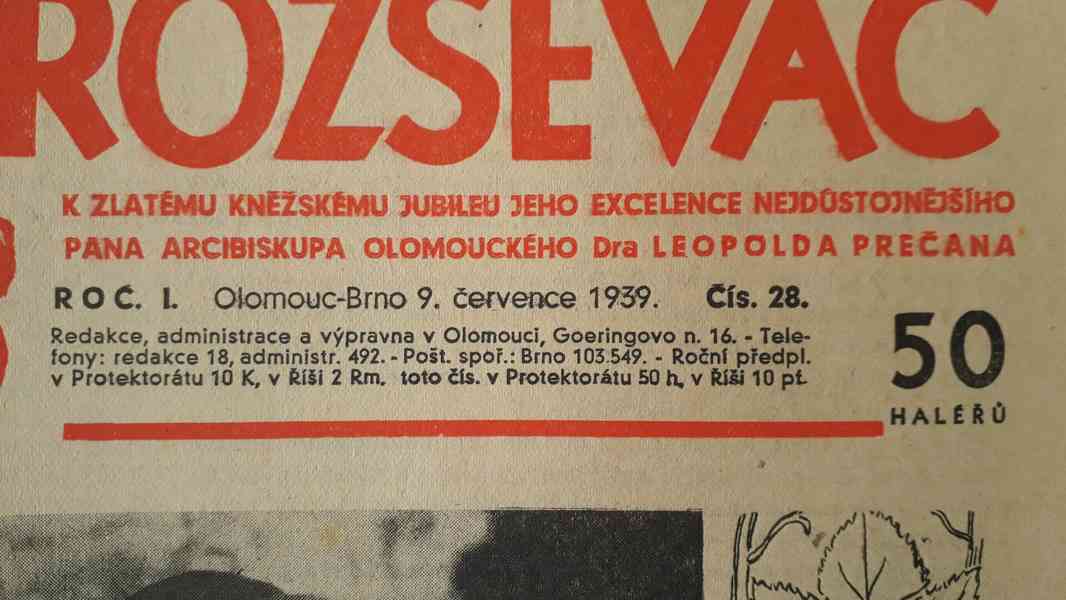 ROZSEVAČ
K ZLATÉMU KNĚŽSKÉMU JUBILEU JEHO EXCELENCE NEJDŮSTOJNĚJŠÍHO
PANA ARCIBISKUPA OLOMOUCKÉHO Dra LEOPOLDA PREČANA
ROČ. I. Olomouc-Brno 9. července 1939. Čís. 28.
Redakce, administrace a výpravna v Olomouci, Goeringovo n. 16. - Tele-
fony: redakce 18, administr. 492. - Pošt. spoř.: Brno 103.549. - Roční předpl.
v Protektorátu 10 K, v Říši 2 Rm. toto čís. v Protektorátu 50 h, v Říši 10 pf.
50
HALÉŘŮ